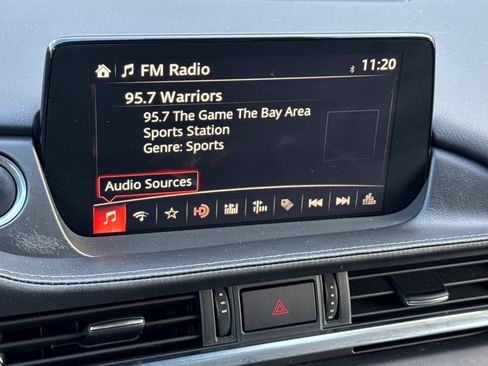 FM Radio
11:20
95.7 Warriors
95.7 The Game The Bay Area
Sports Station
Genre: Sports
Audio Sources
HD